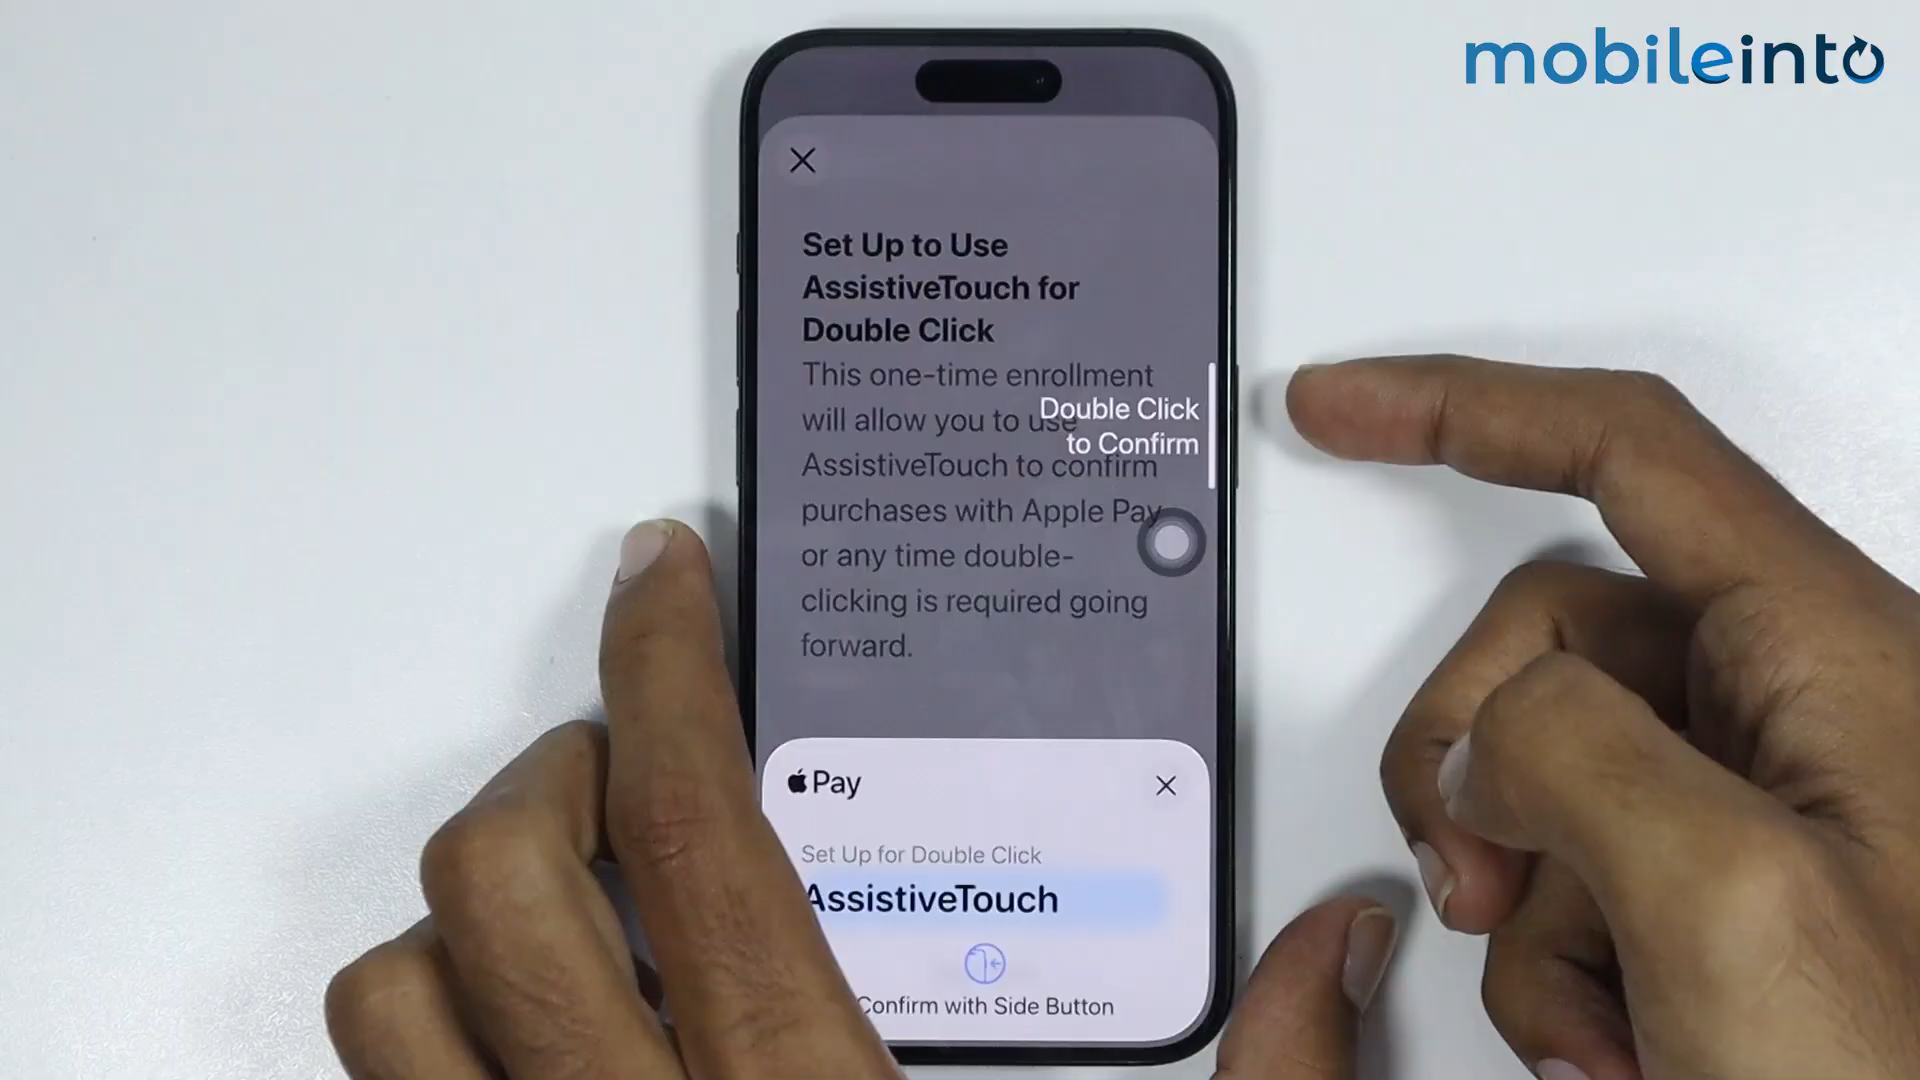 mobileinto
Set Up to Use
AssistiveTouch for
Double Click
This one-time enrollment
will allow you to use
Double Click
to Confirm
AssistiveTouch to confirm
purchases with Apple Pay
or any time double-
clicking is required going
forward.
Pay
Set Up for Double Click
AssistiveTouch
Confirm with Side Button